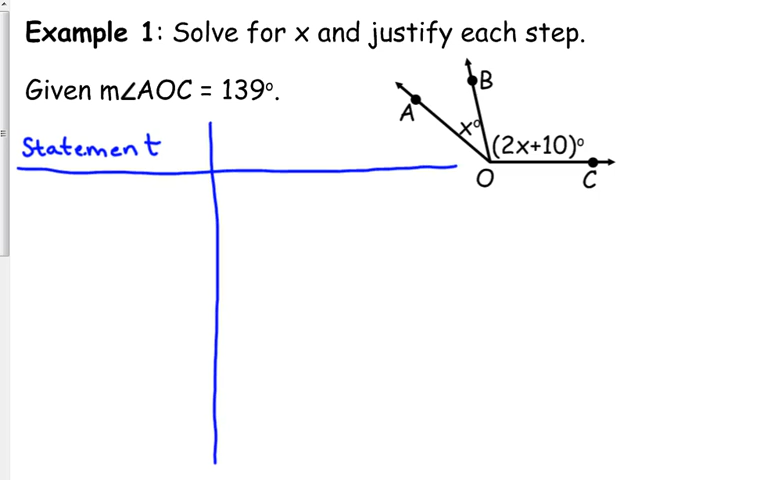 Example 1: Solve for x and justify each step.
Given m∠AOC = 139°.
B
A
x°
(2x+10)°
Statement
O
C